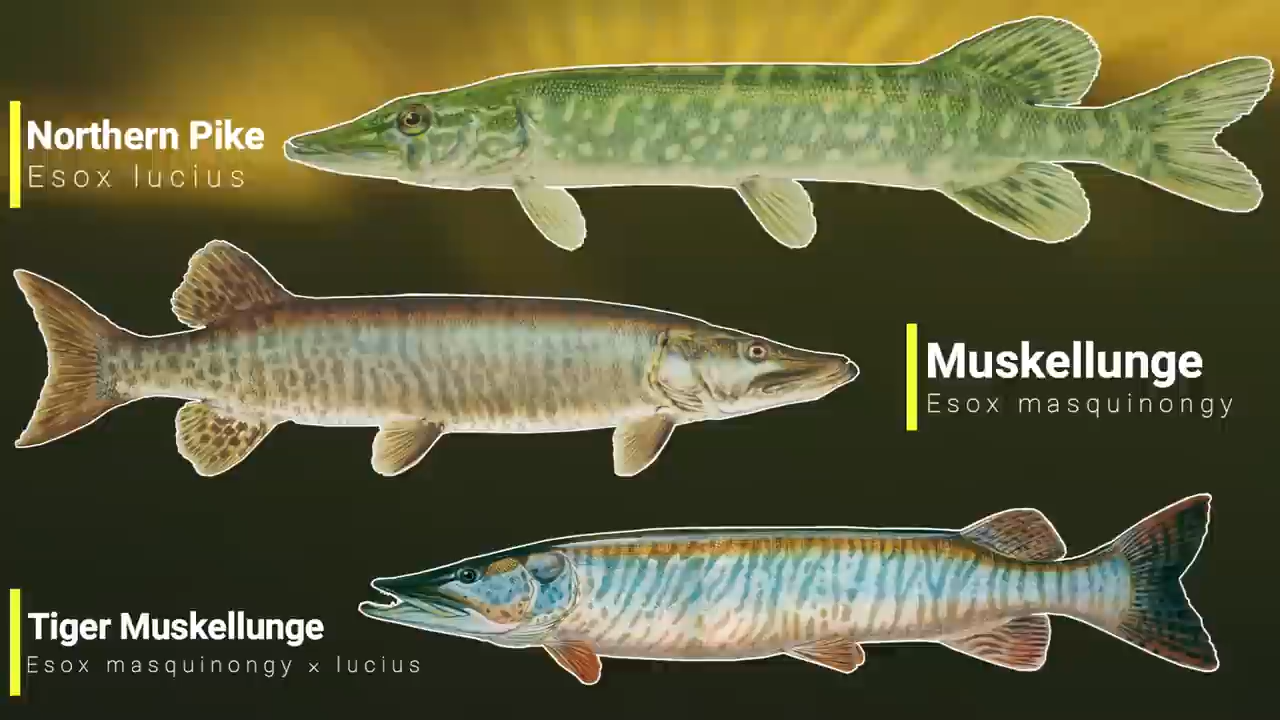 Northern Pike
Esox lucius
Muskellunge
Esox masquinongy
Tiger Muskellunge
Esox masquinongy × lucius